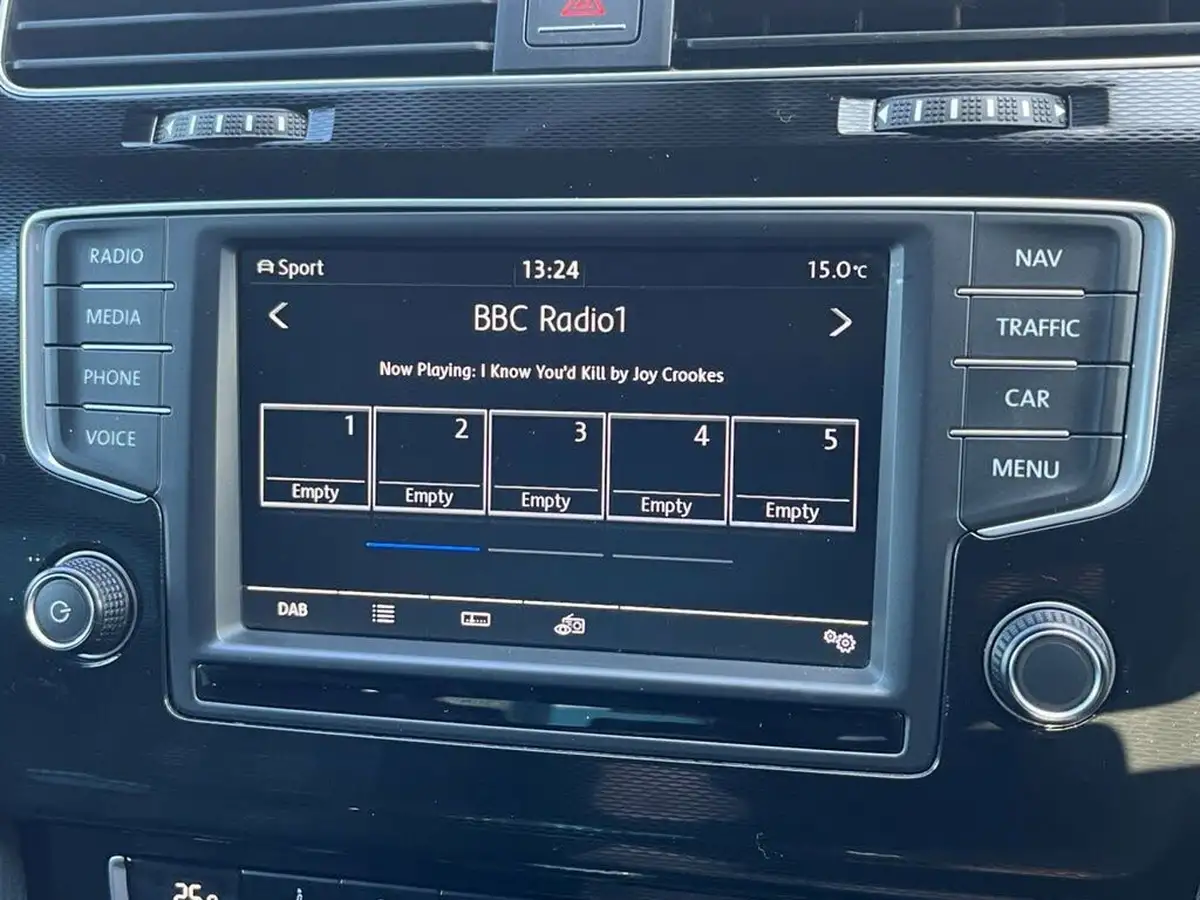 RADIO
MEDIA
PHONE
VOICE
Sport 13:24 15.0°C
< BBC Radio1 >
Now Playing: I Know You'd Kill by Joy Crookes
1 2 3 4 5
Empty Empty Empty Empty Empty
DAB
NAV
TRAFFIC
CAR
MENU